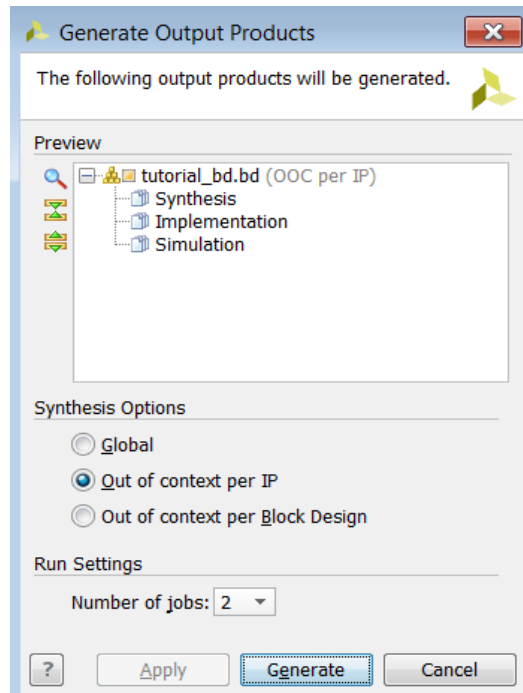 Generate Output Products
The following output products will be generated.
Preview
tutorial_bd.bd (OOC per IP)
Synthesis
Implementation
Simulation
Synthesis Options
Global
Out of context per IP
Out of context per Block Design
Run Settings
Number of jobs: 2
? Apply Generate Cancel